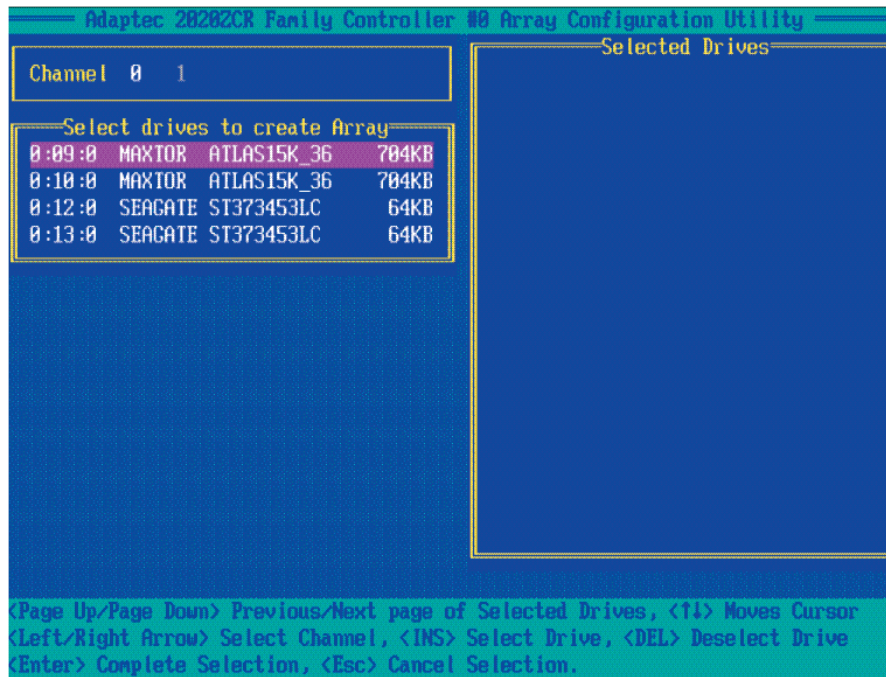 Adaptec 2020ZCR Family Controller #0 Array Configuration Utility
Channel 0 1
Select drives to create Array
0:09:0 MAXTOR ATLAS15K_36 704KB
0:10:0 MAXTOR ATLAS15K_36 704KB
0:12:0 SEAGATE ST373453LC 64KB
0:13:0 SEAGATE ST373453LC 64KB
Selected Drives
<Page Up/Page Down> Previous/Next page of Selected Drives, <↑↓> Moves Cursor
<Left/Right Arrow> Select Channel, <INS> Select Drive, <DEL> Deselect Drive
<Enter> Complete Selection, <Esc> Cancel Selection.